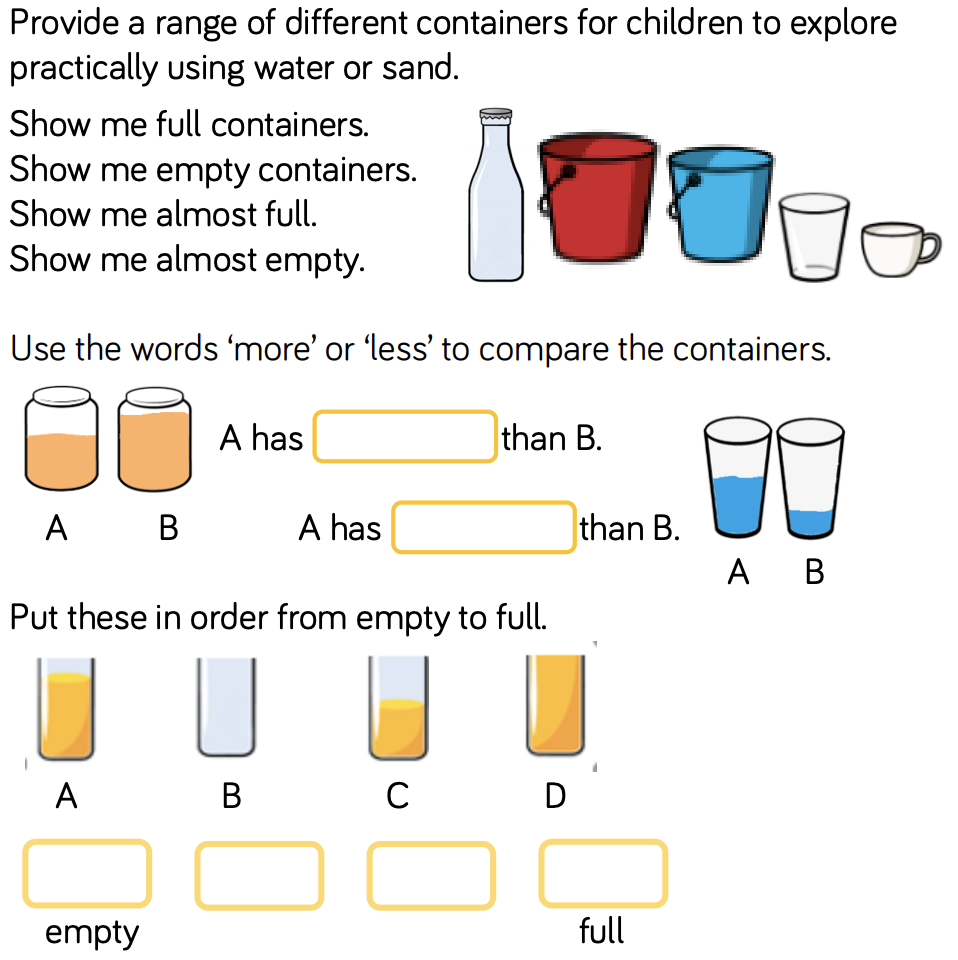 Provide a range of different containers for children to explore
practically using water or sand.
Show me full containers.
Show me empty containers.
Show me almost full.
Show me almost empty.
Use the words ‘more’ or ‘less’ to compare the containers.
A has than B.
A B
A has than B.
A B
Put these in order from empty to full.
A B C D
empty full